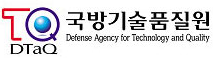 TQ
DTaQ
국방기술품질원
Defense Agency for Technology and Quality